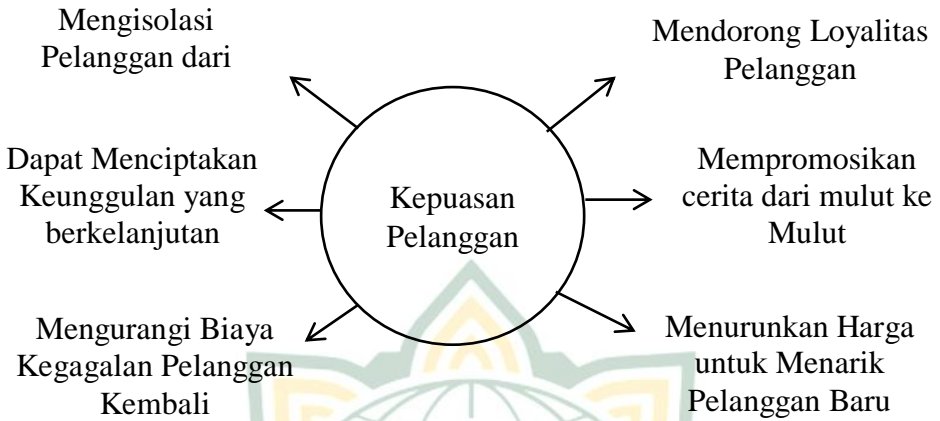 Mengisolasi
Pelanggan dari
Mendorong Loyalitas
Pelanggan
Dapat Menciptakan
Keunggulan yang
berkelanjutan
Kepuasan
Pelanggan
Mempromosikan
cerita dari mulut ke
Mulut
Mengurangi Biaya
Kegagalan Pelanggan
Kembali
Menurunkan Harga
untuk Menarik
Pelanggan Baru